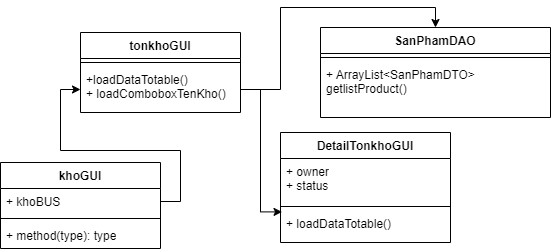 tonkhoGUI
+loadDataTotable()
+ loadComboboxTenKho()
SanPhamDAO
+ ArrayList<SanPhamDTO>
getlistProduct()
DetailTonkhoGUI
+ owner
+ status
+ loadDataTotable()
khoGUI
+ khoBUS
+ method(type): type